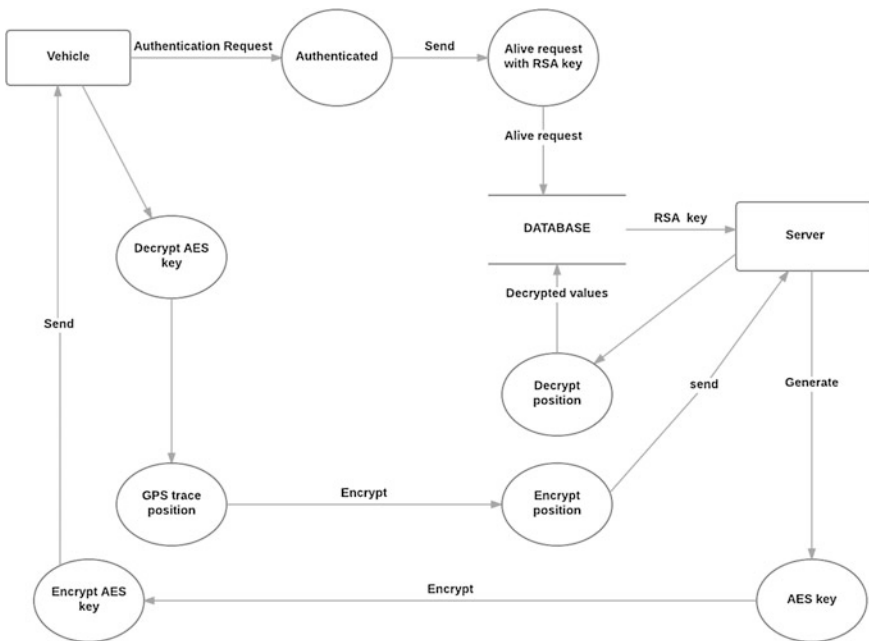 Vehicle
Authentication Request
Authenticated
Send
Alive request
with RSA key
Alive request
DATABASE
RSA key
Server
Decrypt AES
key
Decrypted values
Send
Decrypt
position
send
Generate
GPS trace
position
Encrypt
Encrypt
position
Encrypt AES
key
Encrypt
AES key